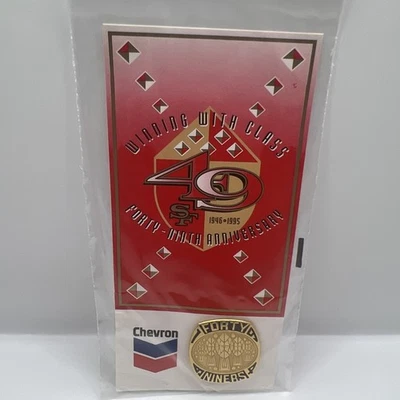 WINNING WITH CLASS
49
SF
1946 • 1995
FORTY-NINTH ANNIVERSARY
Chevron
FORTY
NINERS